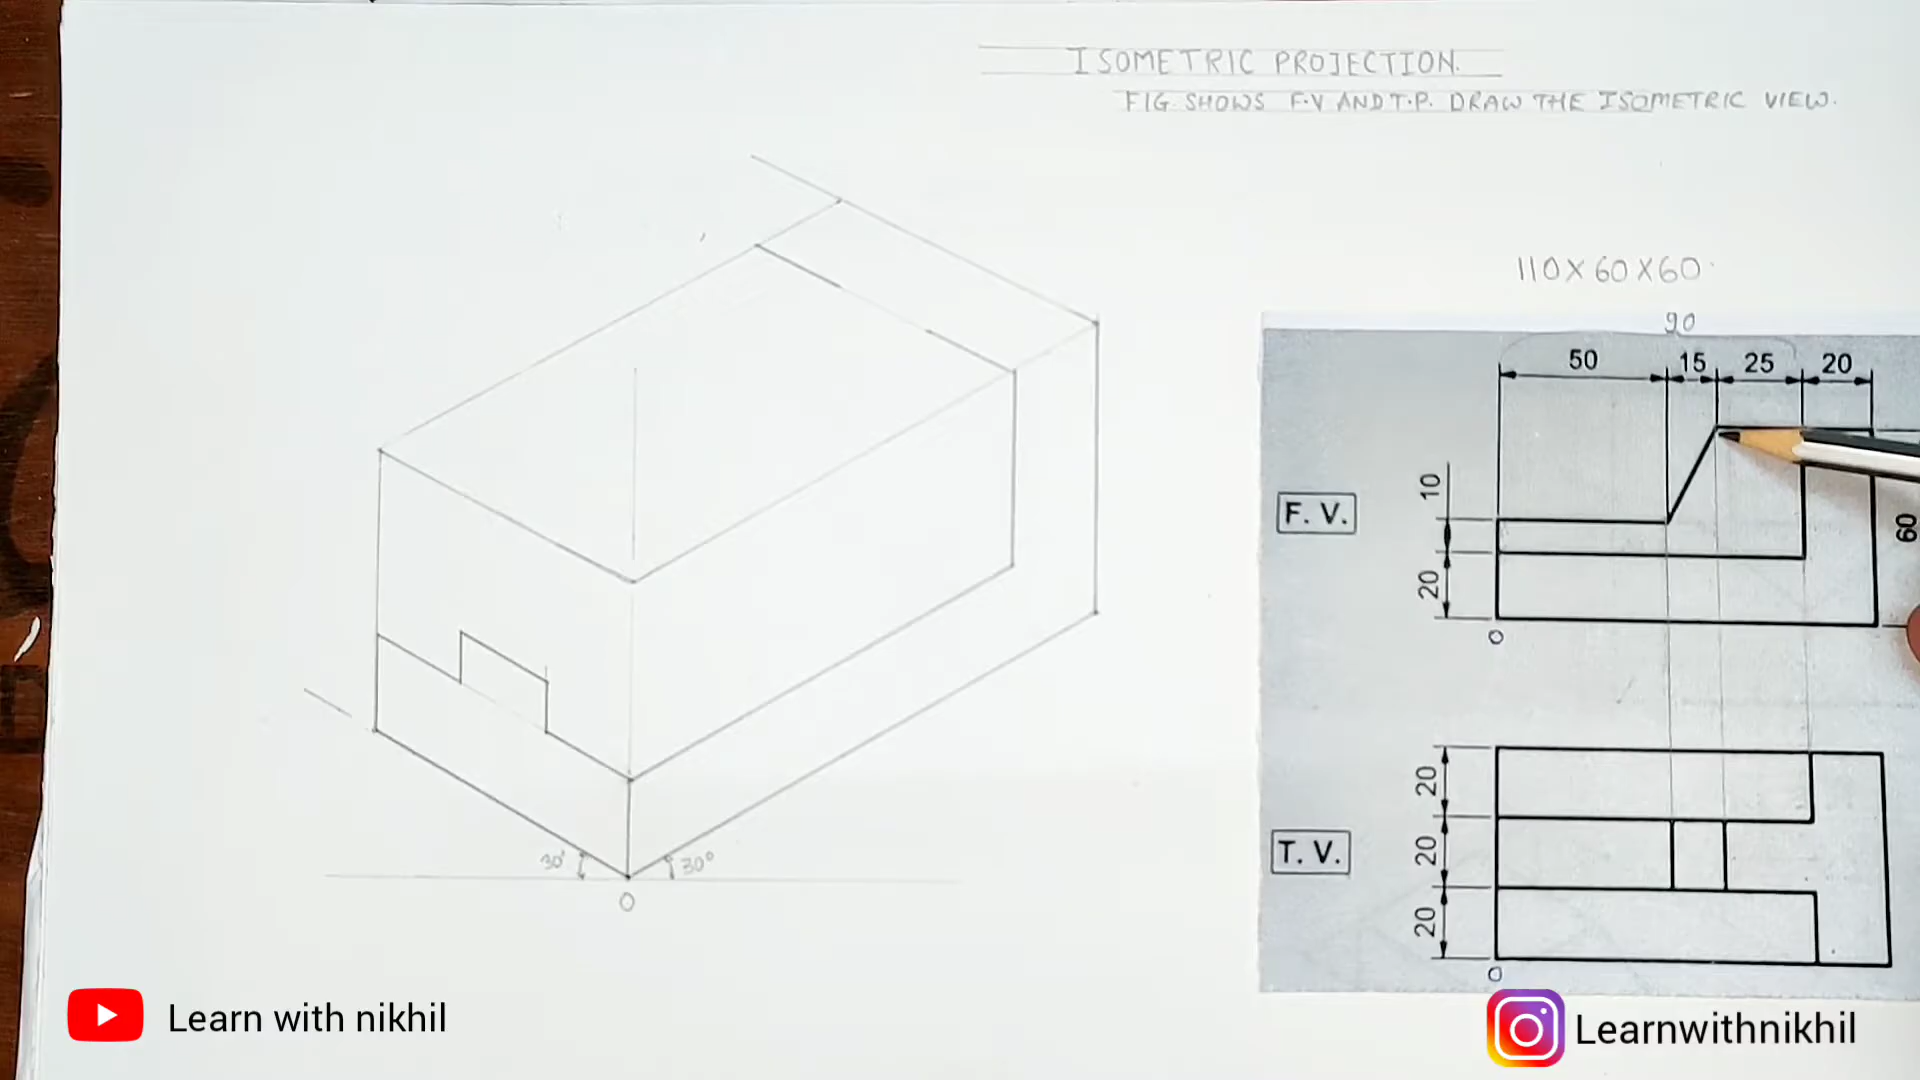 ISOMETRIC PROJECTION.
FIG. SHOWS F.V AND T.P. DRAW THE ISOMETRIC VIEW.
110 X 60 X 60
90
50 15 25 20
10
F. V.
60
20
O
20
T. V.
20
20
O
30° 30°
O
Learn with nikhil
Learnwithnikhil